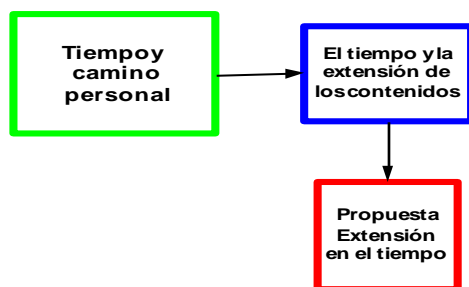 Tiempoy
camino
personal
El tiempo y la
extensión de
loscontenidos
Propuesta
Extensión
en el tiempo